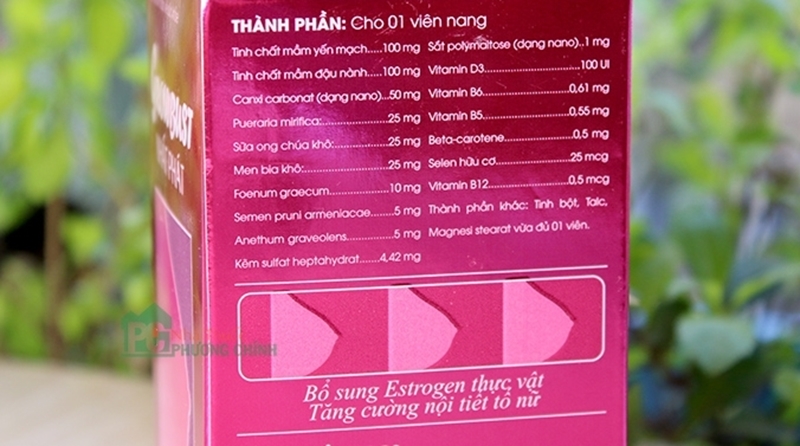 THÀNH PHẦN: Cho 01 viên nang
Tinh chất mầm yến mạch.....100 mg
Tinh chất mầm đậu nành.....100 mg
Canxi carbonat (dạng nano)...50 mg
Pueraria mirifica:.....25 mg
Sữa ong chúa khô:.....25 mg
Men bia khô:.....25 mg
Foenum graecum.....10 mg
Semen pruni armeniacae.....5 mg
Anethum graveolens.....5 mg
Kẽm sulfat heptahydrat.....4,42 mg
Sắt polymaltose (dạng nano)..1 mg
Vitamin D3.....100 UI
Vitamin B6.....0,61 mg
Vitamin B5.....0,55 mg
Beta-carotene.....0,5 mg
Selen hữu cơ.....25 mcg
Vitamin B12.....0,5 mcg
Thành phần khác: Tinh bột, Talc,
Magnesi stearat vừa đủ 01 viên.
Bổ sung Estrogen thực vật
Tăng cường nội tiết tố nữ
PG
PHƯƠNG CHINH